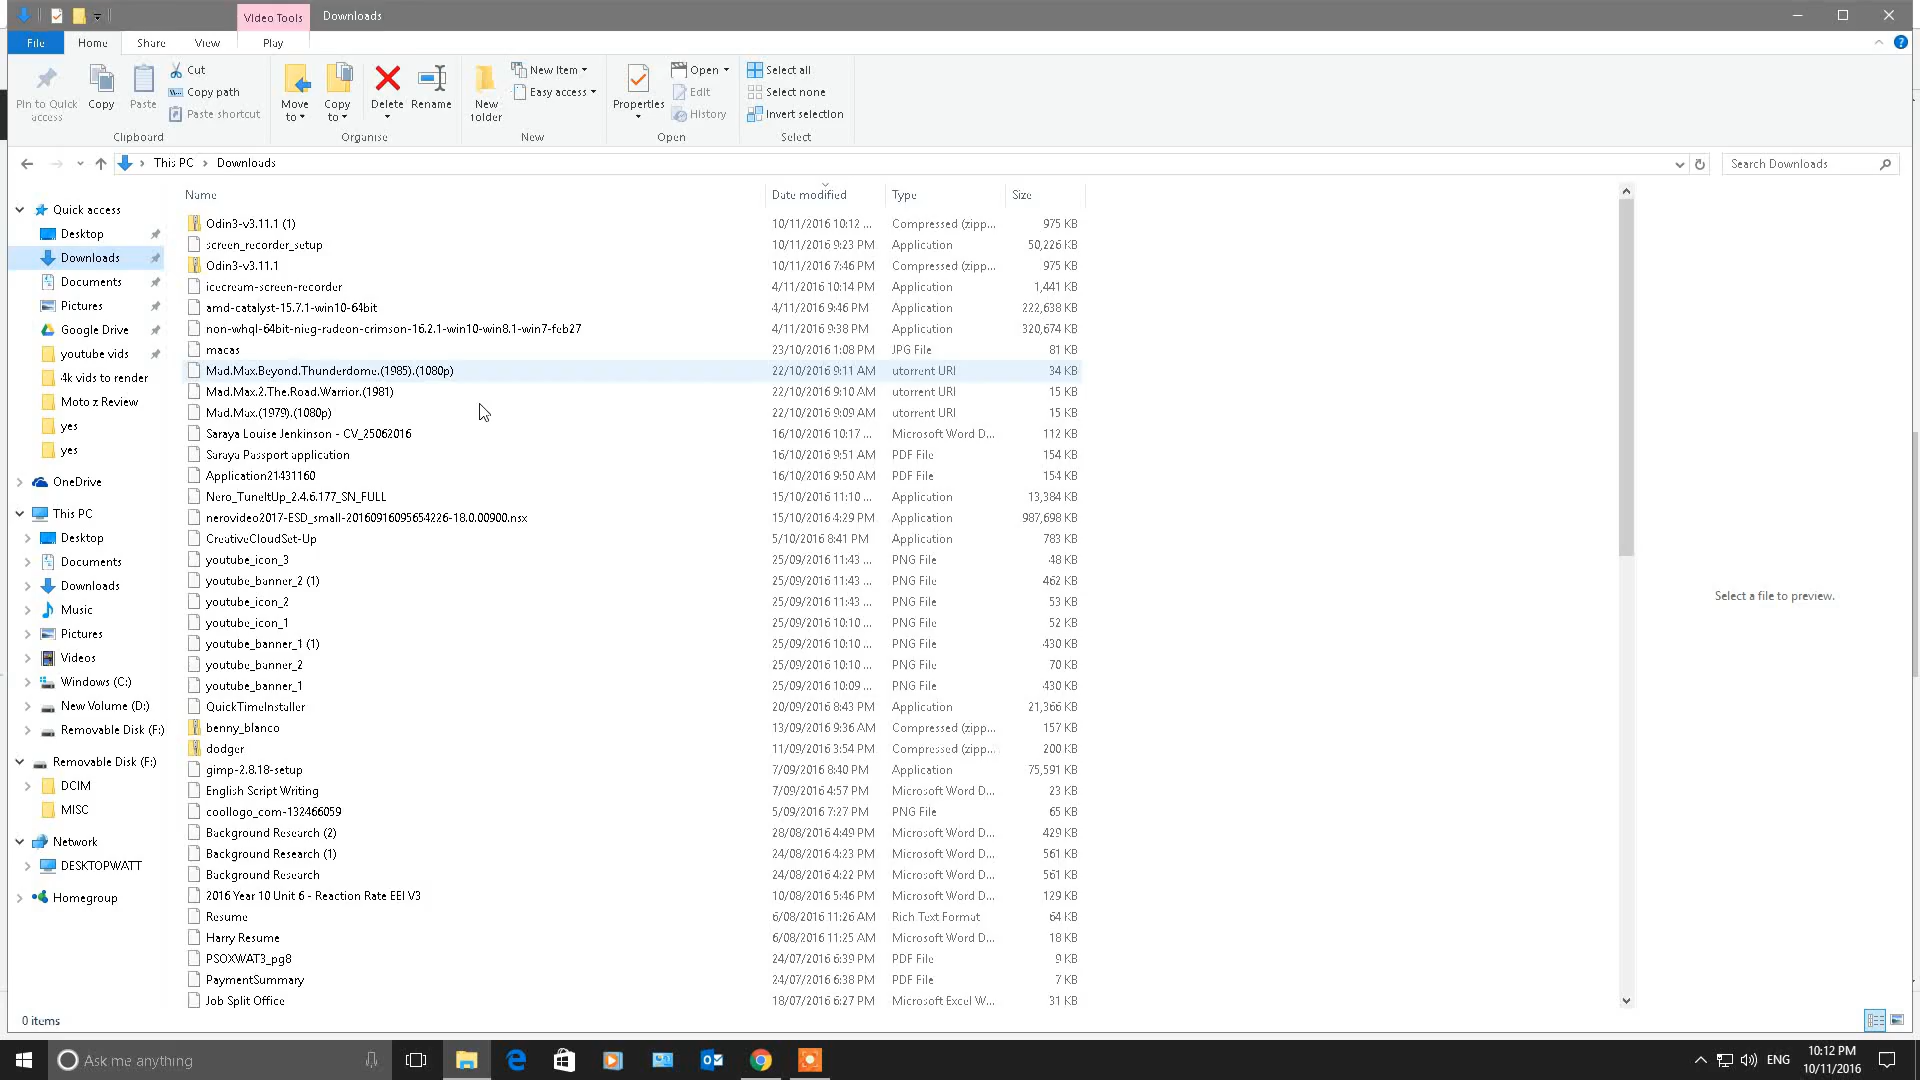 Video Tools
Downloads
File
Home
Share
View
Play
Pin to Quick access
Copy
Paste
Cut
Copy path
Paste shortcut
Clipboard
Move to
Copy to
Delete
Rename
Organise
New folder
New item
Easy access
New
Properties
Open
Edit
History
Open
Select all
Select none
Invert selection
Select
This PC
Downloads
Search Downloads
Name
Date modified
Type
Size
Quick access
Desktop
Downloads
Documents
Pictures
Google Drive
youtube vids
4k vids to render
Moto z Review
yes
yes
OneDrive
This PC
Desktop
Documents
Downloads
Music
Pictures
Videos
Windows (C:)
New Volume (D:)
Removable Disk (F:)
Removable Disk (F:)
DCIM
MISC
Network
DESKTOPWATT
Homegroup
Odin3-v3.11.1 (1) 10/11/2016 10:12 ... Compressed (zipp... 975 KB
screen_recorder_setup 10/11/2016 9:23 PM Application 50,226 KB
Odin3-v3.11.1 10/11/2016 7:46 PM Compressed (zipp... 975 KB
icecream-screen-recorder 4/11/2016 10:14 PM Application 1,441 KB
amd-catalyst-15.7.1-win10-64bit 4/11/2016 9:46 PM Application 222,638 KB
non-whql-64bit-nieg-radeon-crimson-16.2.1-win10-win8.1-win7-feb27 4/11/2016 9:38 PM Application 320,674 KB
macas 23/10/2016 1:08 PM JPG File 81 KB
Mad.Max.Beyond.Thunderdome.(1985).(1080p) 22/10/2016 9:11 AM utorrent URI 34 KB
Mad.Max.2.The.Road.Warrior.(1981) 22/10/2016 9:10 AM utorrent URI 15 KB
Mad.Max.(1979).(1080p) 22/10/2016 9:09 AM utorrent URI 15 KB
Saraya Louise Jenkinson - CV_25062016 16/10/2016 10:17 ... Microsoft Word D... 112 KB
Saraya Passport application 16/10/2016 9:51 AM PDF File 154 KB
Application21431160 16/10/2016 9:50 AM PDF File 154 KB
Nero_TuneItUp_2.4.6.177_SN_FULL 15/10/2016 11:10 ... Application 13,384 KB
nerovideo2017-ESD_small-20160916095654226-18.0.00900.nsx 15/10/2016 4:29 PM Application 987,698 KB
CreativeCloudSet-Up 5/10/2016 8:41 PM Application 783 KB
youtube_icon_3 25/09/2016 11:43 ... PNG File 48 KB
youtube_banner_2 (1) 25/09/2016 11:43 ... PNG File 462 KB
youtube_icon_2 25/09/2016 11:43 ... PNG File 53 KB
youtube_icon_1 25/09/2016 10:10 ... PNG File 52 KB
youtube_banner_1 (1) 25/09/2016 10:10 ... PNG File 430 KB
youtube_banner_2 25/09/2016 10:10 ... PNG File 70 KB
youtube_banner_1 25/09/2016 10:09 ... PNG File 430 KB
QuickTimeInstaller 20/09/2016 8:43 PM Application 21,366 KB
benny_blanco 13/09/2016 9:36 AM Compressed (zipp... 157 KB
dodger 11/09/2016 3:54 PM Compressed (zipp... 200 KB
gimp-2.8.18-setup 7/09/2016 8:40 PM Application 75,591 KB
English Script Writing 7/09/2016 4:57 PM Microsoft Word D... 23 KB
coollogo_com-132466059 5/09/2016 7:27 PM PNG File 65 KB
Background Research (2) 28/08/2016 4:49 PM Microsoft Word D... 429 KB
Background Research (1) 24/08/2016 4:23 PM Microsoft Word D... 561 KB
Background Research 24/08/2016 4:22 PM Microsoft Word D... 561 KB
2016 Year 10 Unit 6 - Reaction Rate EEI V3 10/08/2016 5:46 PM Microsoft Word D... 129 KB
Resume 6/08/2016 11:26 AM Rich Text Format 64 KB
Harry Resume 6/08/2016 11:25 AM Microsoft Word D... 18 KB
PSOXWAT3_pg8 24/07/2016 6:39 PM PDF File 9 KB
PaymentSummary 24/07/2016 6:38 PM PDF File 7 KB
Job Split Office 18/07/2016 6:27 PM Microsoft Excel W... 31 KB
Select a file to preview.
0 items
Ask me anything
ENG
10:12 PM
10/11/2016